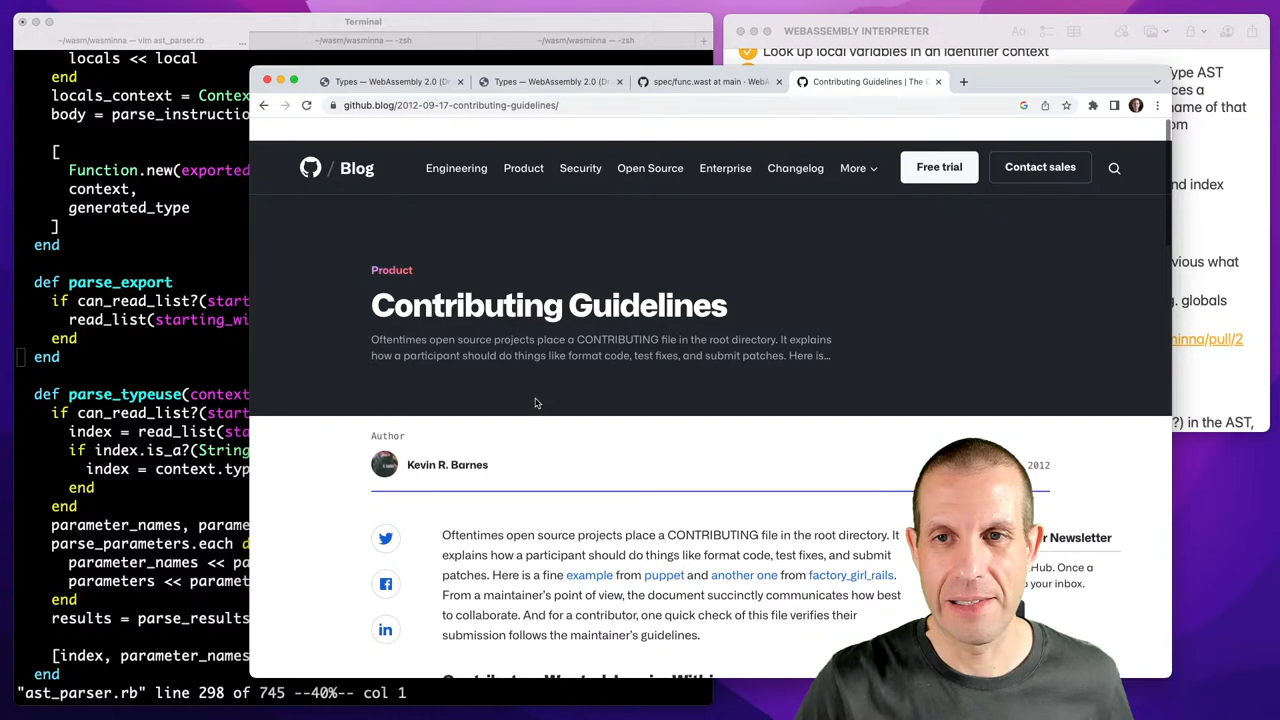 Terminal
~/wasm/wasminna — vim ast_parser.rb ... ~/wasm/wasminna — -zsh ~/wasm/wasminna — -zsh +
locals << local
end
locals_context =
body = parse_instructio
[
Function.new(exported
context,
generated_type
]
end
def parse_export
if can_read_list?(star
read_list(starting_wi
end
end
def parse_typeuse(context
if can_read_list?(star
index = read_list(sta
if index.is_a?(String
index = context.typ
end
end
parameter_names, parame
parse_parameters.each d
parameter_names <<
parameters << paramet
end
results = parse_results
[index, parameter_names
end
"ast_parser.rb" line 298 of 745 --40%-- col 1
WEBASSEMBLY INTERPRETER
Look up local variables in an identifier context
ype AST
ces a
name of that
om
nd index
vious what
g. globals
minna/pull/2
?) in the AST,
Types — WebAssembly 2.0 (Dr
Types — WebAssembly 2.0 (Dr
spec/func.wast at main · WebA
Contributing Guidelines | The G
github.blog/2012-09-17-contributing-guidelines/
/ Blog
Engineering Product Security Open Source Enterprise Changelog More
Free trial
Contact sales
Product
Contributing Guidelines
Oftentimes open source projects place a CONTRIBUTING file in the root directory. It explains
how a participant should do things like format code, test fixes, and submit patches. Here is...
Author
Kevin R. Barnes
2012
Oftentimes open source projects place a CONTRIBUTING file in the root directory. It
explains how a participant should do things like format code, test fixes, and submit
patches. Here is a fine example from puppet and another one from factory_girl_rails.
From a maintainer's point of view, the document succinctly communicates how best
to collaborate. And for a contributor, one quick check of this file verifies their
submission follows the maintainer's guidelines.
Newsletter
Hub. Once a
your inbox.